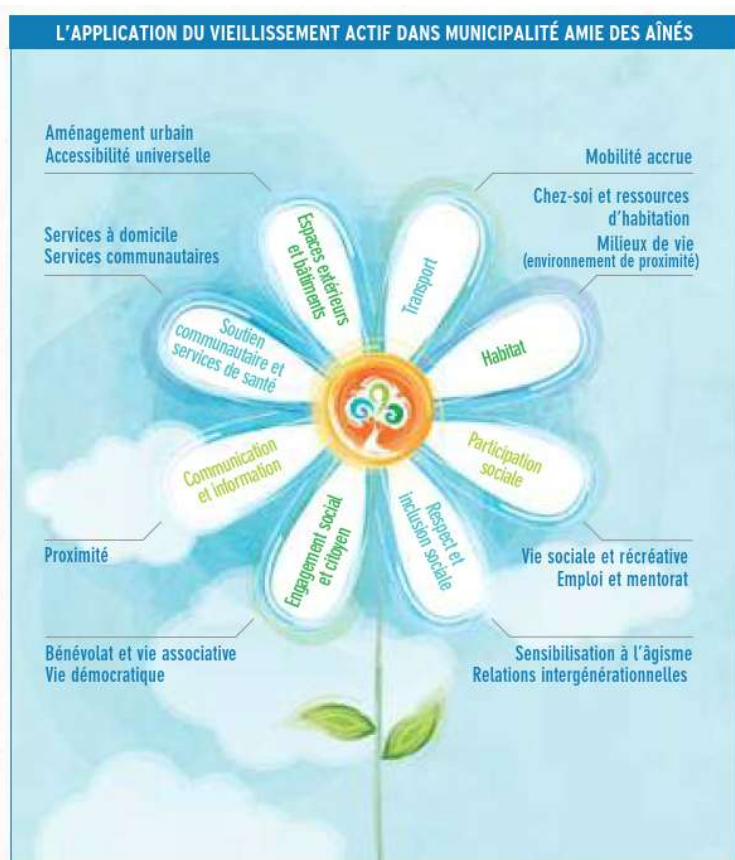 L'APPLICATION DU VIEILLISSEMENT ACTIF DANS MUNICIPALITÉ AMIE DES AÎNÉS
Aménagement urbain
Accessibilité universelle
Mobilité accrue
Chez-soi et ressources
d'habitation
Milieux de vie
(environnement de proximité)
Services à domicile
Services communautaires
Espaces extérieurs
et bâtiments
Transport
Habitat
Soutien
communautaire et
services de santé
Communication
et information
Participation
sociale
Engagement social
et citoyen
Respect et
inclusion sociale
Proximité
Vie sociale et récréative
Emploi et mentorat
Bénévolat et vie associative
Vie démocratique
Sensibilisation à l'âgisme
Relations intergénérationnelles